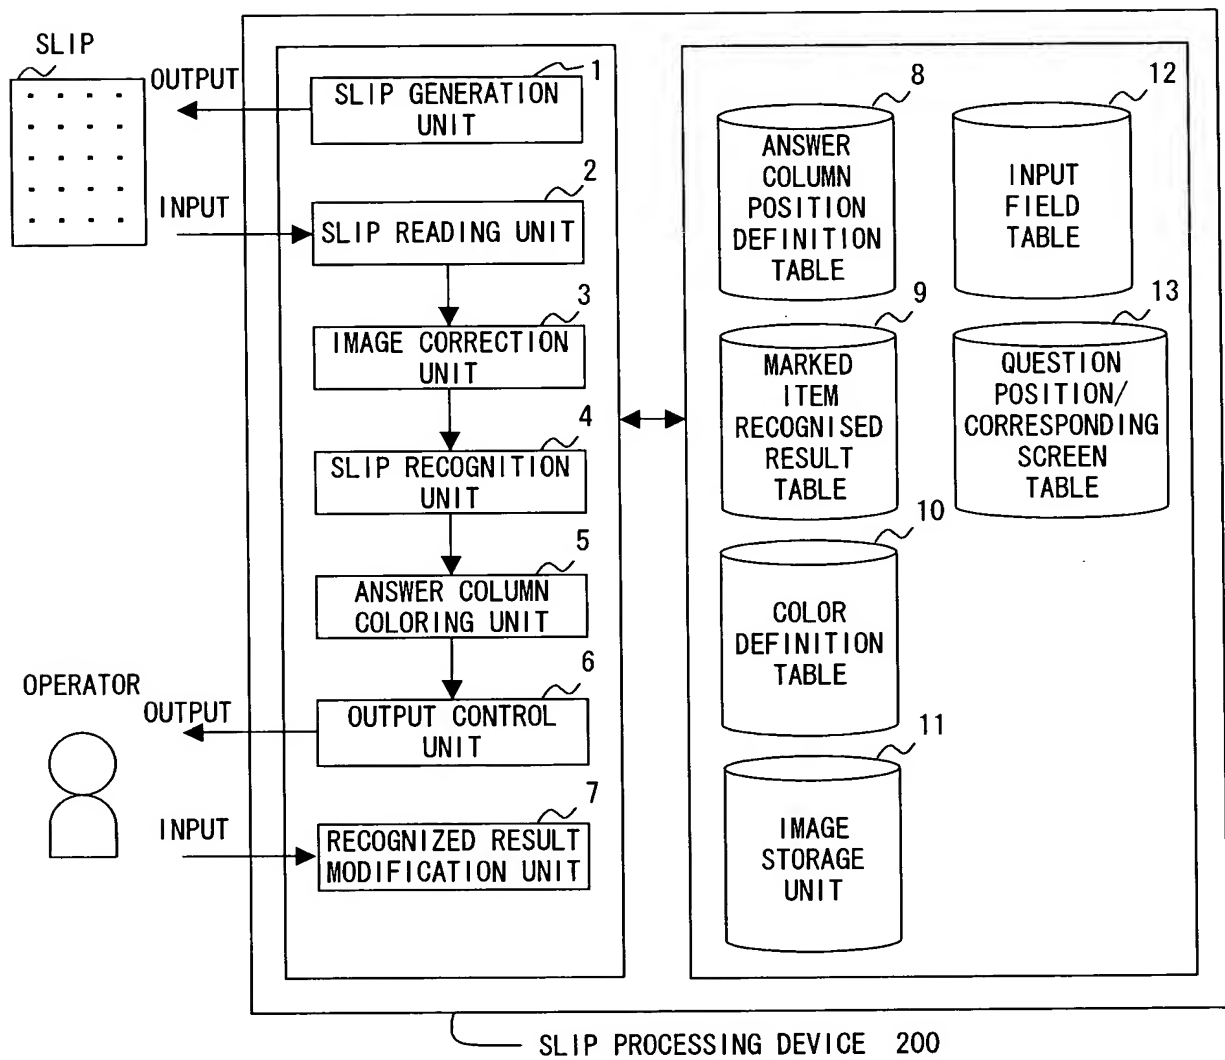 SLIP
OUTPUT
SLIP GENERATION
UNIT
1
INPUT
SLIP READING UNIT
2
IMAGE CORRECTION
UNIT
3
SLIP RECOGNITION
UNIT
4
ANSWER COLUMN
COLORING UNIT
5
OPERATOR
OUTPUT
OUTPUT CONTROL
UNIT
6
INPUT
RECOGNIZED RESULT
MODIFICATION UNIT
7
8
ANSWER
COLUMN
POSITION
DEFINITION
TABLE
12
INPUT
FIELD
TABLE
9
MARKED
ITEM
RECOGNISED
RESULT
TABLE
13
QUESTION
POSITION/
CORRESPONDING
SCREEN
TABLE
10
COLOR
DEFINITION
TABLE
11
IMAGE
STORAGE
UNIT
SLIP PROCESSING DEVICE 200